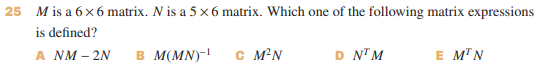 25 M is a 6 × 6 matrix. N is a 5 × 6 matrix. Which one of the following matrix expressions
is defined?
A NM – 2N B M(MN)⁻¹ C M²N D NᵀM E MᵀN